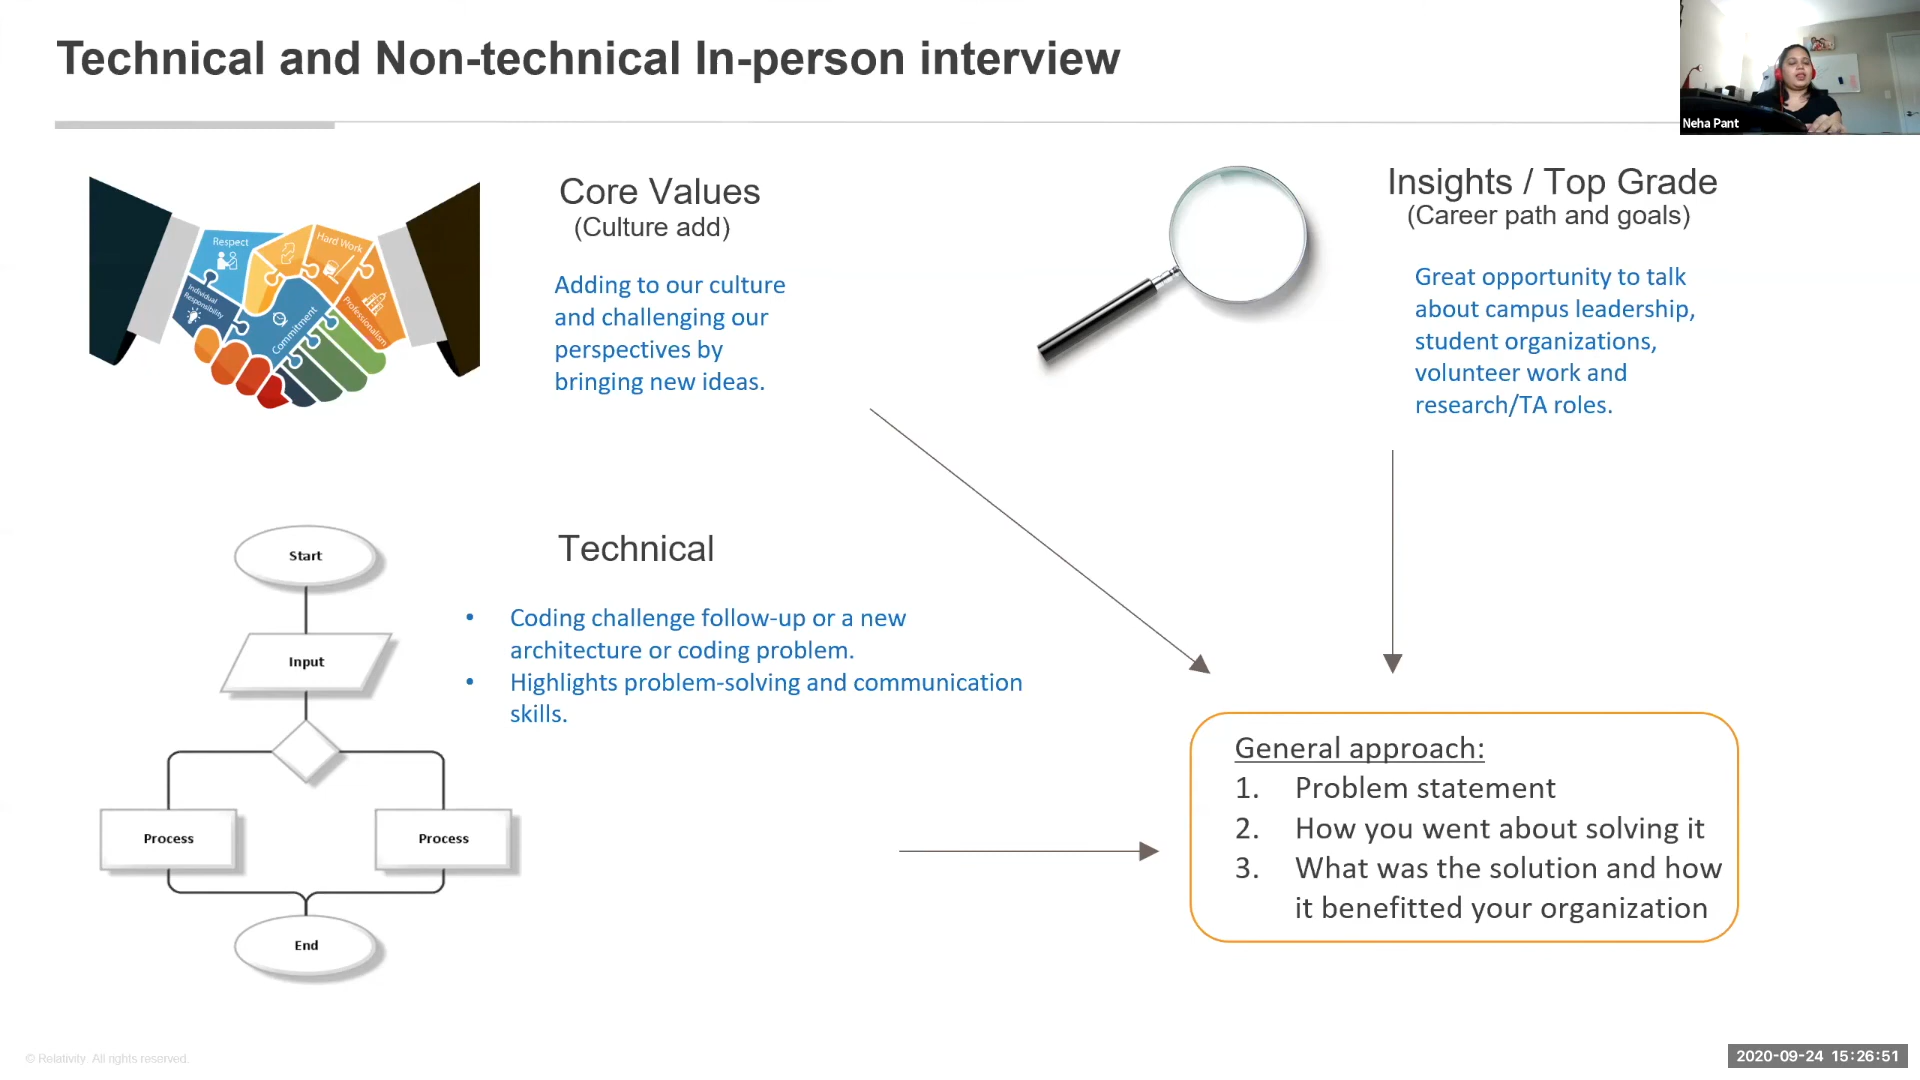 Technical and Non-technical In-person interview
Neha Pant
Respect
Hard Work
Individual
Responsibility
Commitment
Professionalism
Core Values
(Culture add)
Adding to our culture
and challenging our
perspectives by
bringing new ideas.
Insights / Top Grade
(Career path and goals)
Great opportunity to talk
about campus leadership,
student organizations,
volunteer work and
research/TA roles.
Start
Input
Process
Process
End
Technical
• Coding challenge follow-up or a new
architecture or coding problem.
• Highlights problem-solving and communication
skills.
General approach:
1. Problem statement
2. How you went about solving it
3. What was the solution and how
it benefitted your organization
© Relativity All rights reserved.
2020-09-24 15:26:51